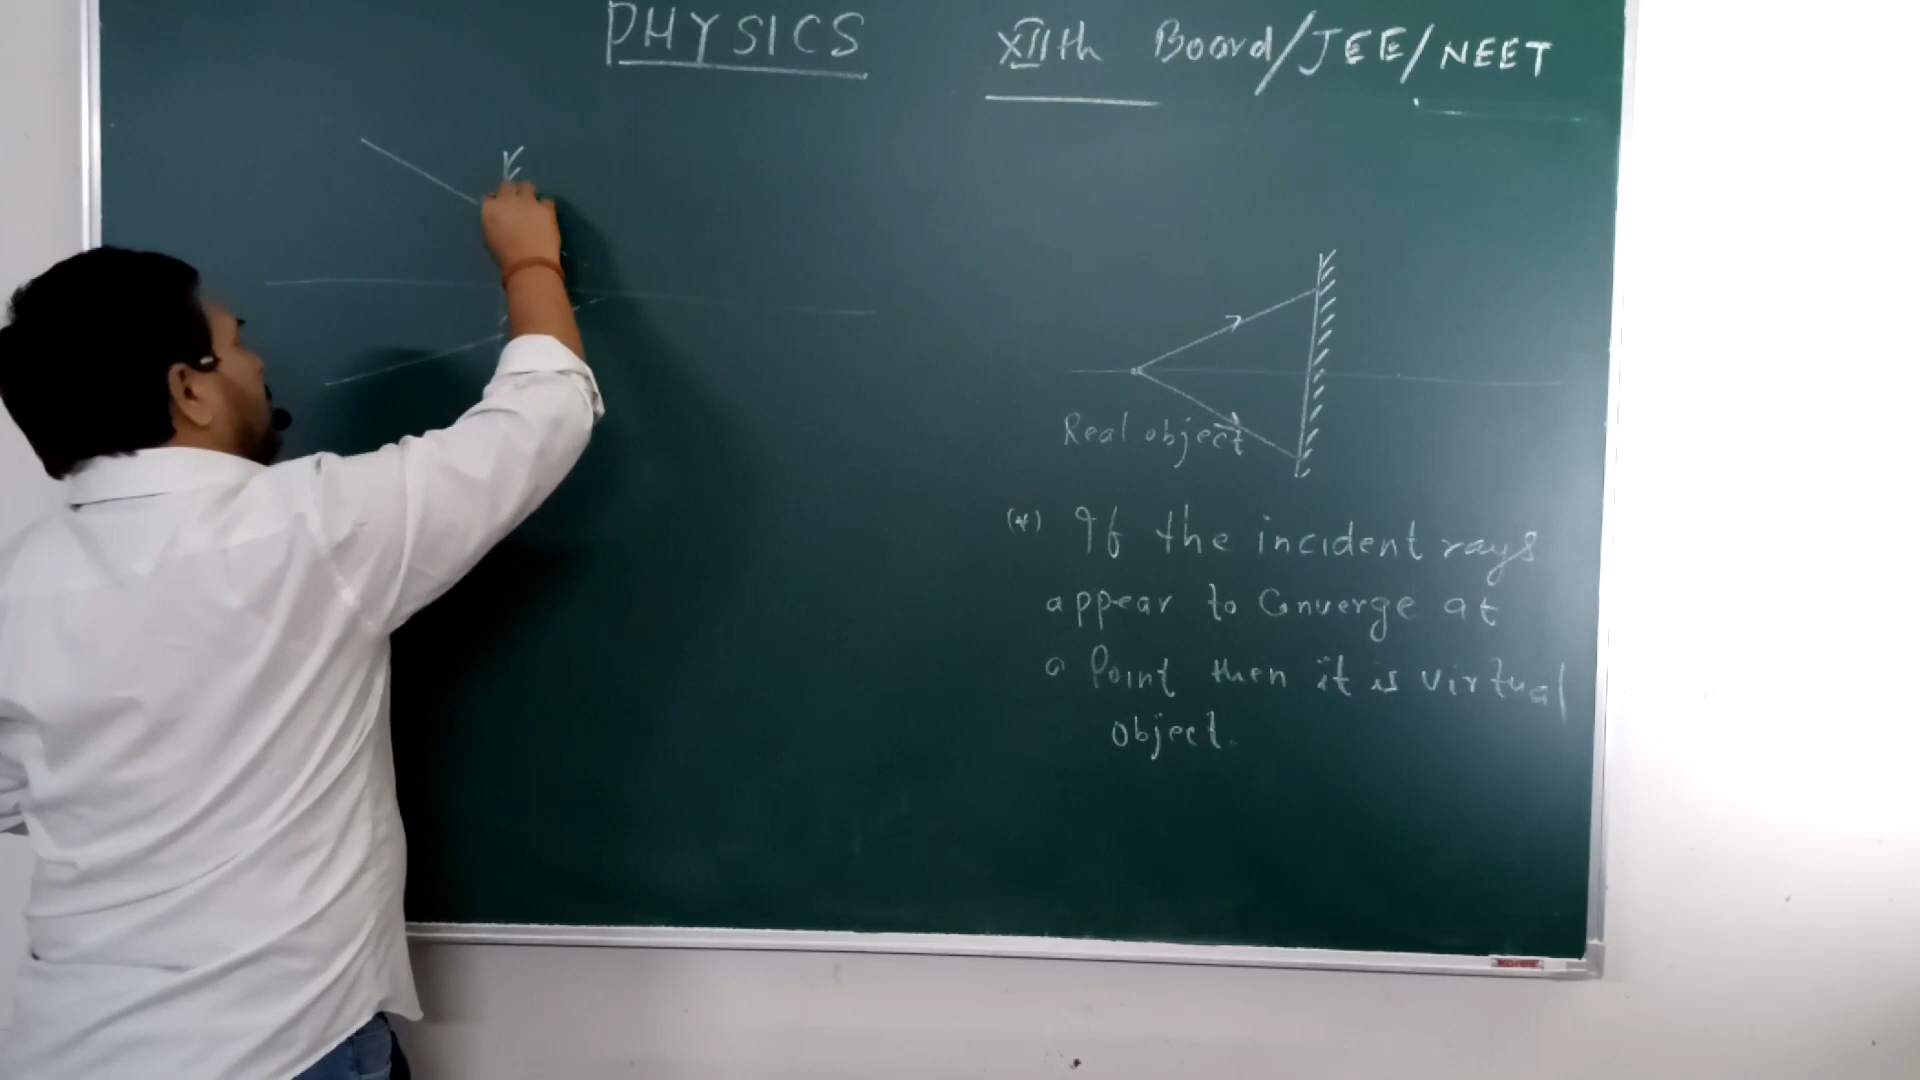 PHYSICS
XIIth Board/JEE/NEET
Real object
(*) If the incident rays
appear to Converge at
a Point then it is virtual
object.